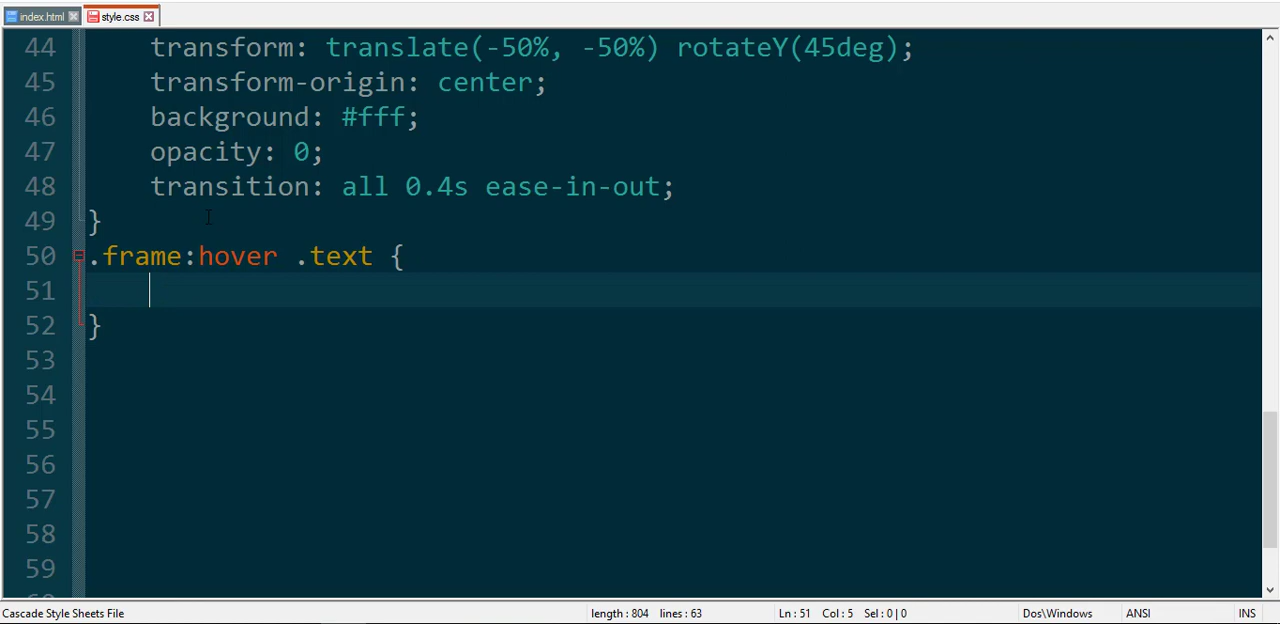 index.html style.css
44 transform: translate(-50%, -50%) rotateY(45deg);
45 transform-origin: center;
46 background: #fff;
47 opacity: 0;
48 transition: all 0.4s ease-in-out;
49 }
50 .frame:hover .text {
51
52 }
53
54
55
56
57
58
59
60
Cascade Style Sheets File length : 804 lines : 63 Ln : 51 Col : 5 Sel : 0 | 0 Dos\Windows ANSI INS